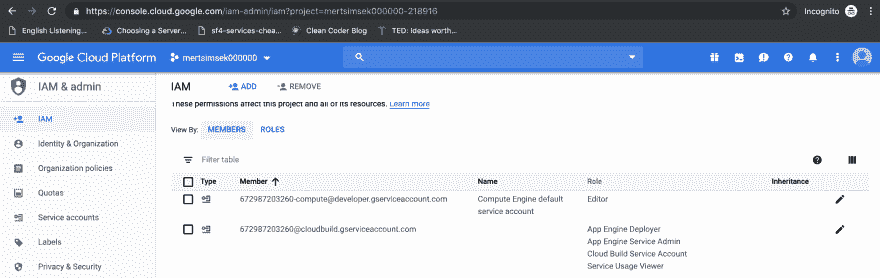 https://console.cloud.google.com/iam-admin/iam?project=mertsimsek000000-218916
Incognito
English Listening... Choosing a Server... sf4-services-chea... Clean Coder Blog TED: Ideas worth...
Google Cloud Platform mertsimsek000000
IAM & admin
IAM ADD REMOVE
These permissions affect this project and all of its resources. Learn more
IAM
View By: MEMBERS ROLES
Identity & Organization
Filter table
Organization policies
Type Member Name Role Inheritance
Quotas
672987203260-compute@developer.gserviceaccount.com Compute Engine default Editor
service account
Service accounts
672987203260@cloudbuild.gserviceaccount.com App Engine Deployer
App Engine Service Admin
Labels
Cloud Build Service Account
Service Usage Viewer
Privacy & Security